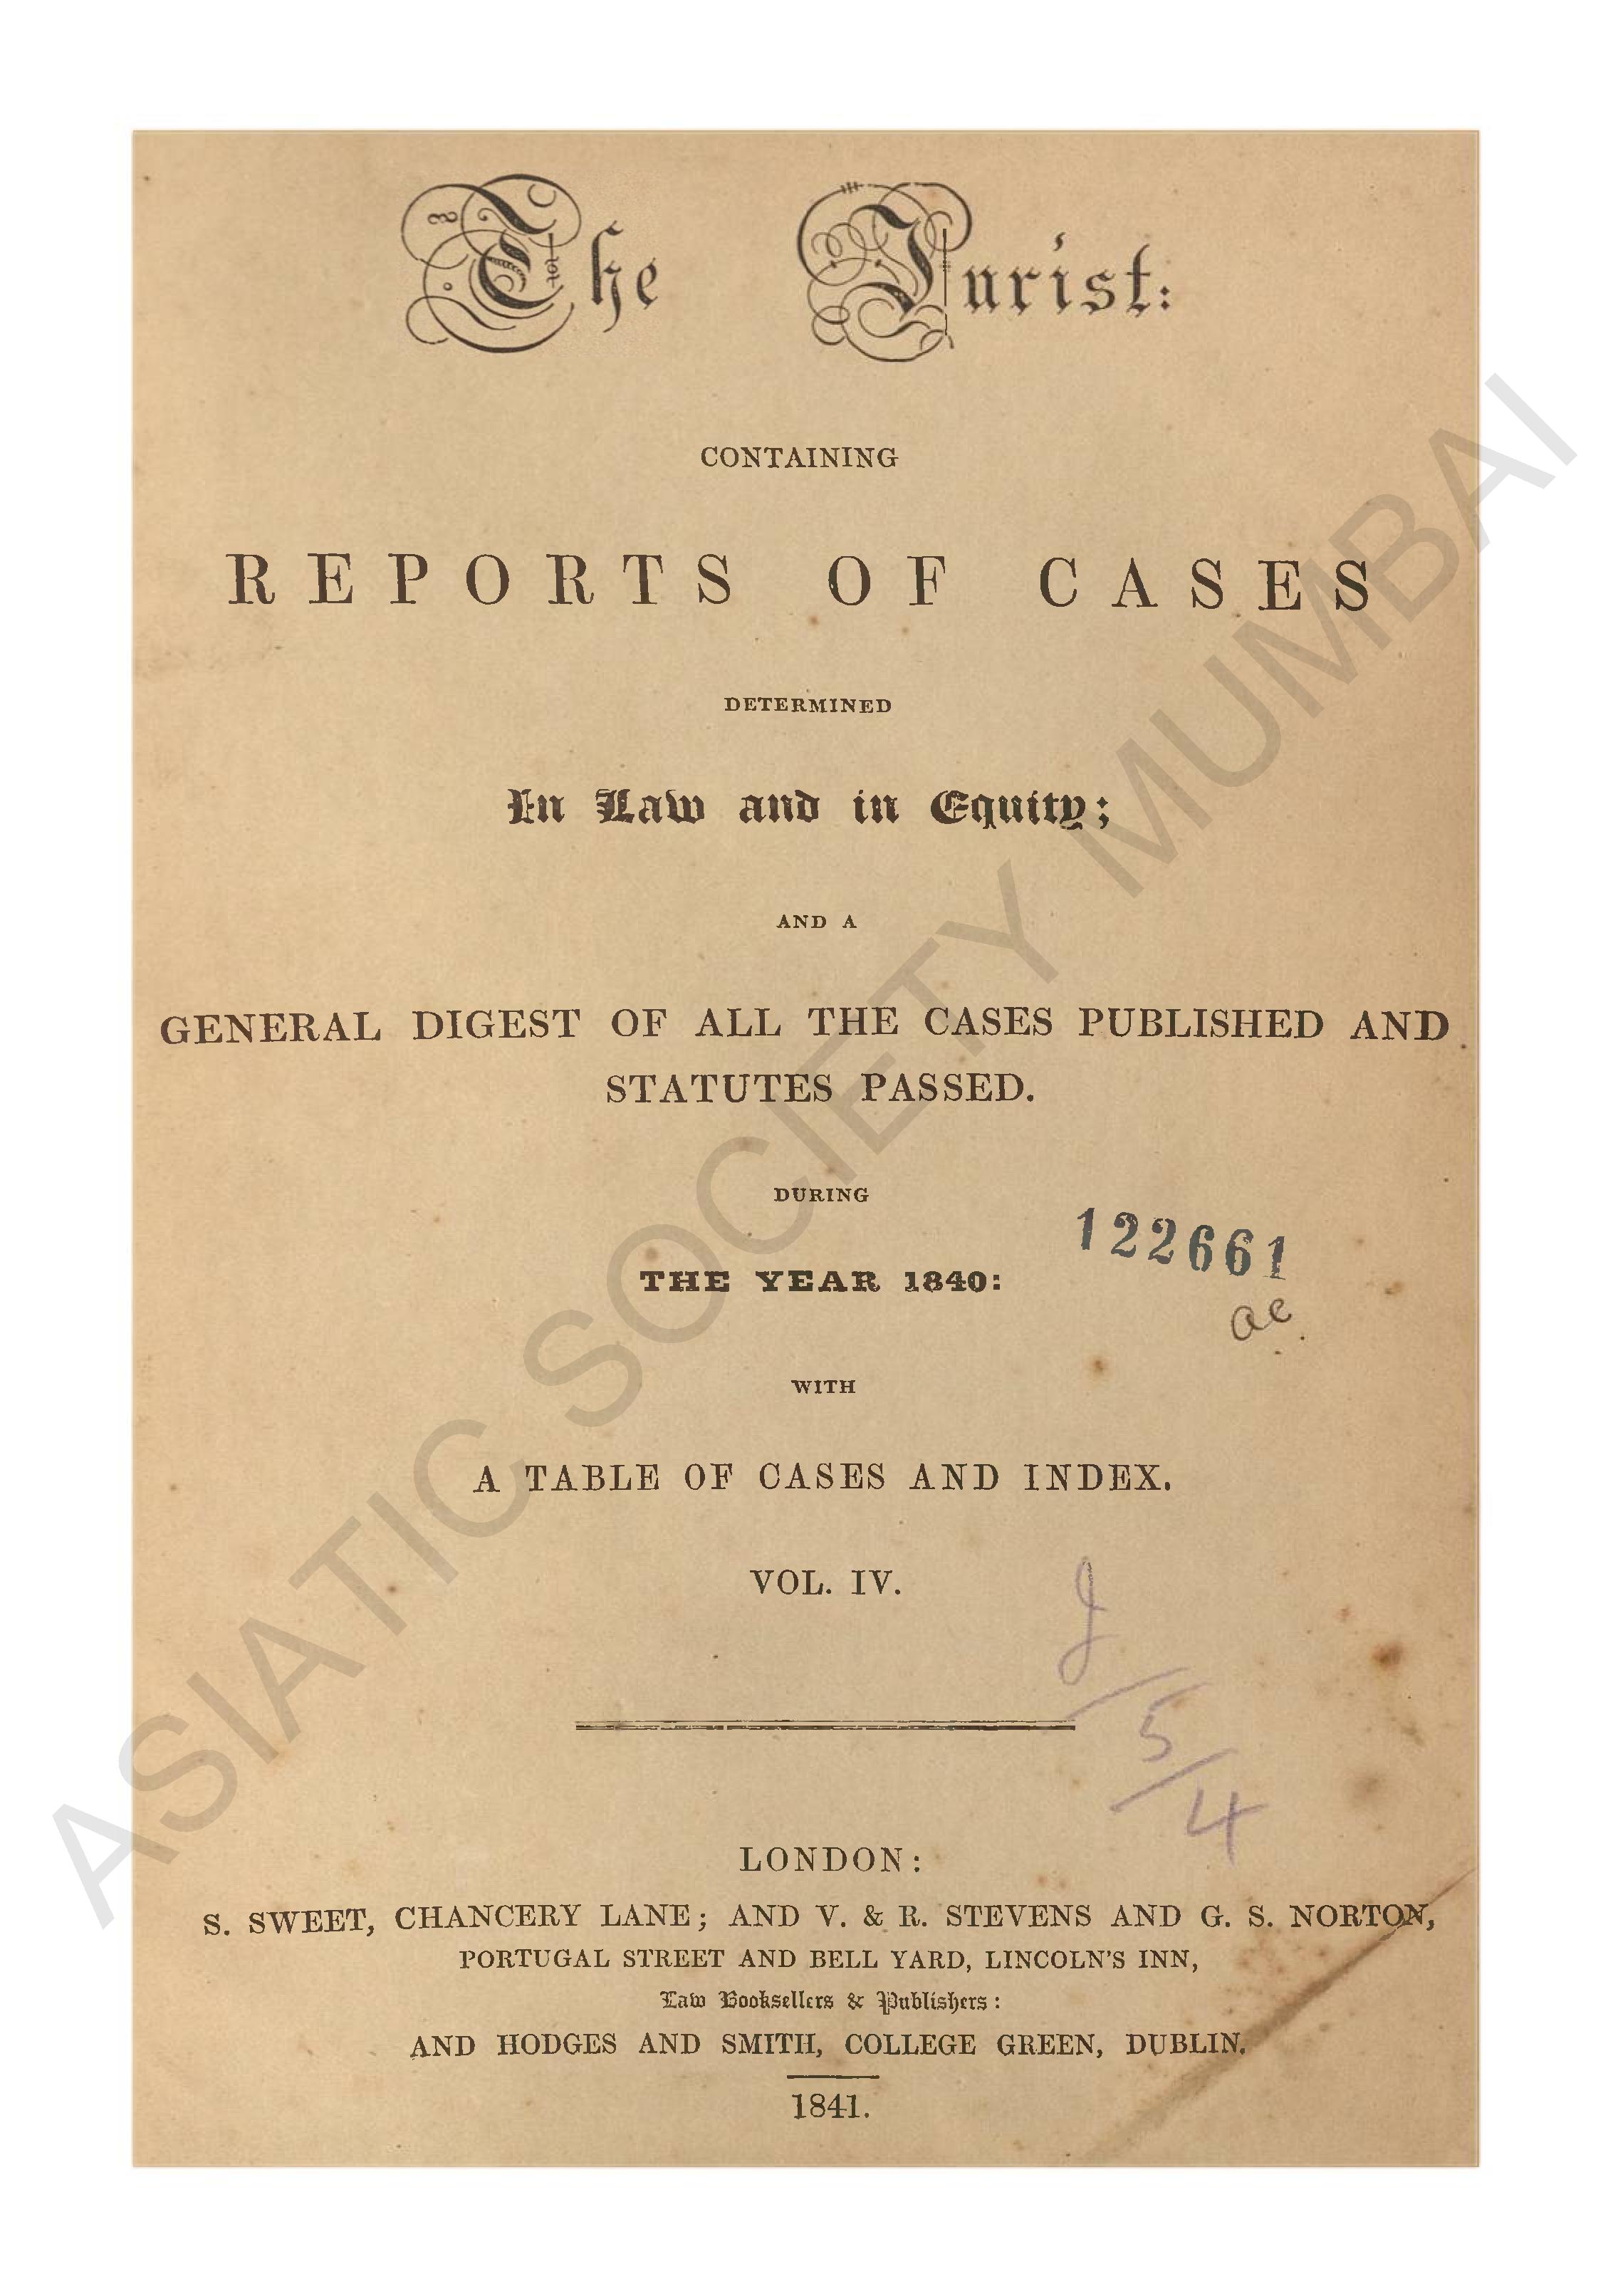 The Jurist:
CONTAINING
REPORTS OF CASES
DETERMINED
In Law and in Equity;
AND A
GENERAL DIGEST OF ALL THE CASES PUBLISHED AND
STATUTES PASSED.
DURING
THE YEAR 1840:
122661
ae
WITH
A TABLE OF CASES AND INDEX.
VOL. IV.
J/5/4
LONDON:
S. SWEET, CHANCERY LANE; AND V. & R. STEVENS AND G. S. NORTON,
PORTUGAL STREET AND BELL YARD, LINCOLN'S INN,
Law Booksellers & Publishers:
AND HODGES AND SMITH, COLLEGE GREEN, DUBLIN.
1841.
ASIATIC SOCIETY MUMBAI